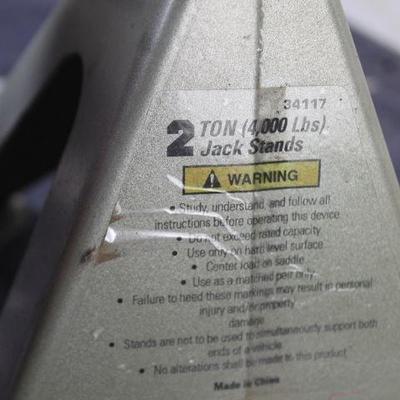 34117
2 TON (4,000 Lbs)
Jack Stands
WARNING
• Study, understand, and follow all
instructions before operating this device
• Do not exceed rated capacity
• Use only on hard level surface
• Center load on saddle
• Use as a matched pair only
• Failure to heed these markings may result in personal
injury and/or property
damage
• Stands are not to be used to simultaneously support both
ends of a vehicle
• No alterations shall be made to this product
Made in China